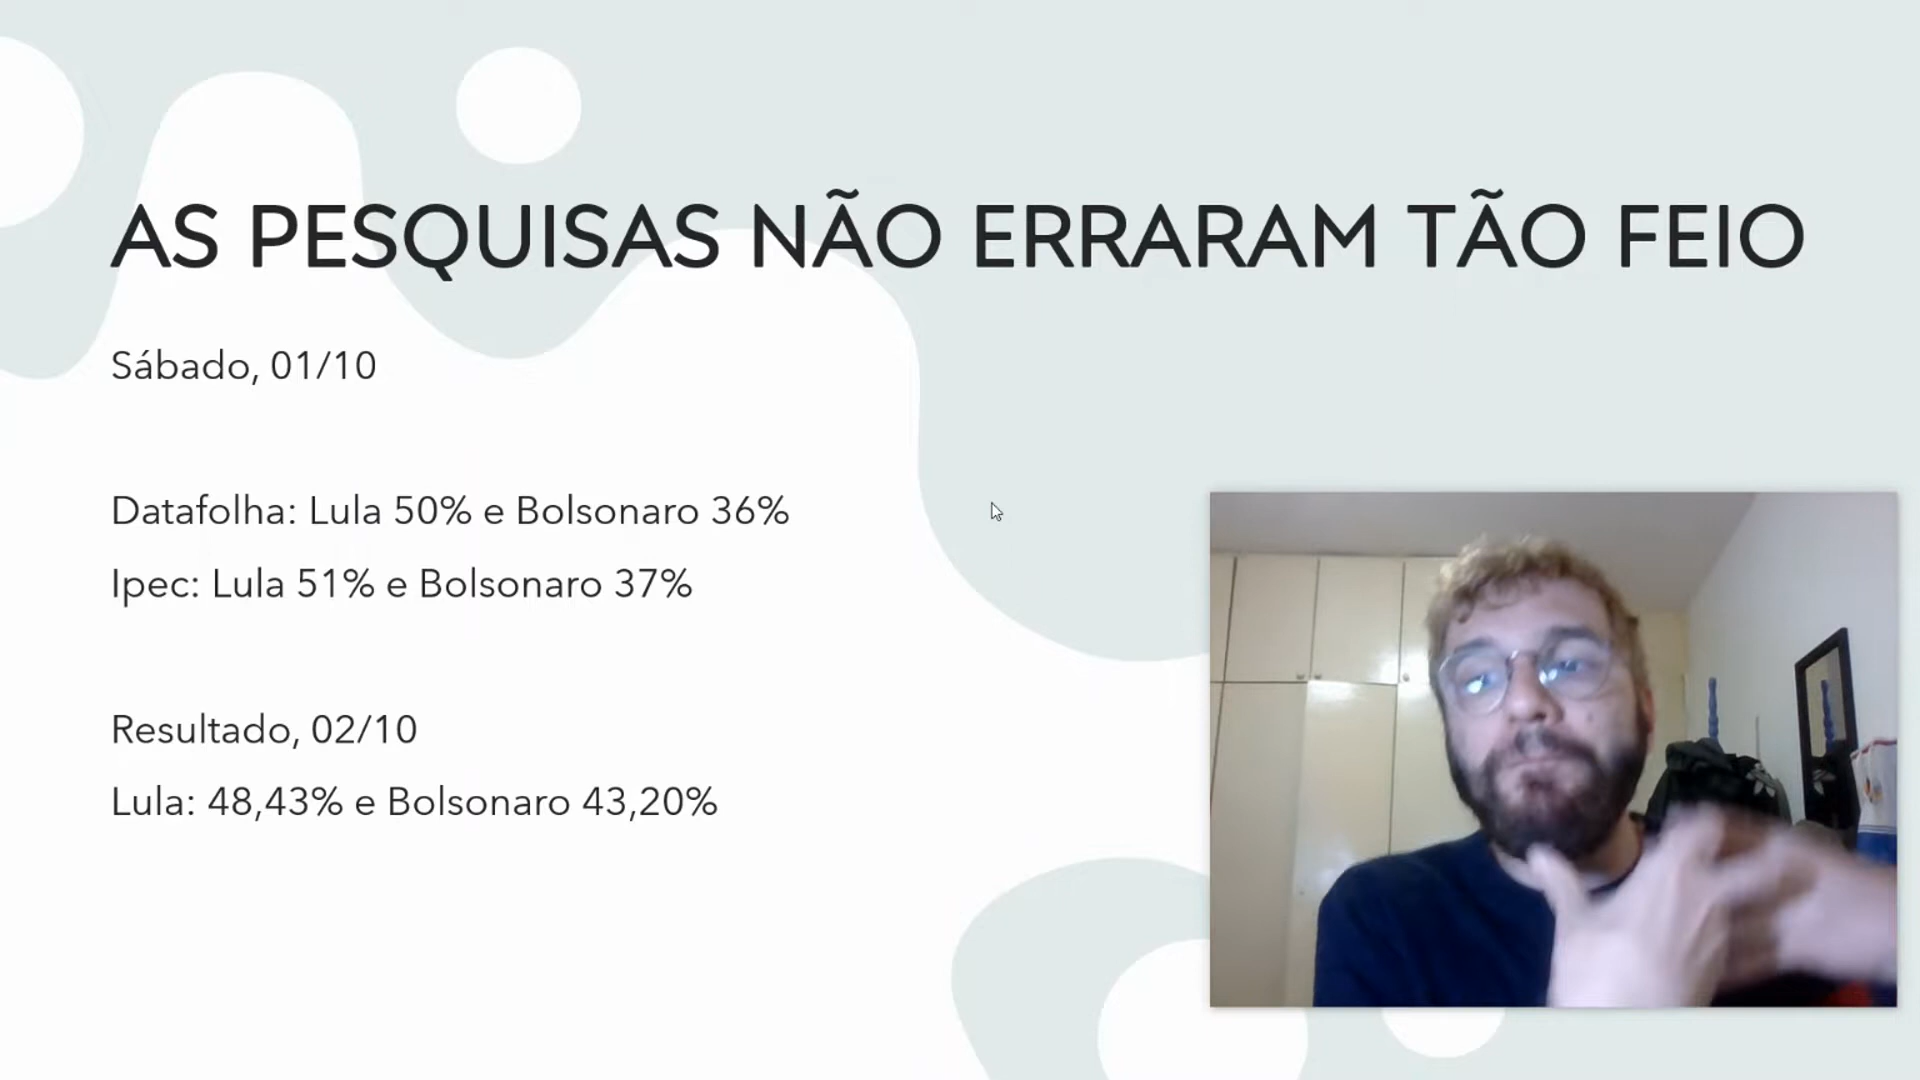 AS PESQUISAS NÃO ERRARAM TÃO FEIO
Sábado, 01/10
Datafolha: Lula 50% e Bolsonaro 36%
Ipec: Lula 51% e Bolsonaro 37%
Resultado, 02/10
Lula: 48,43% e Bolsonaro 43,20%